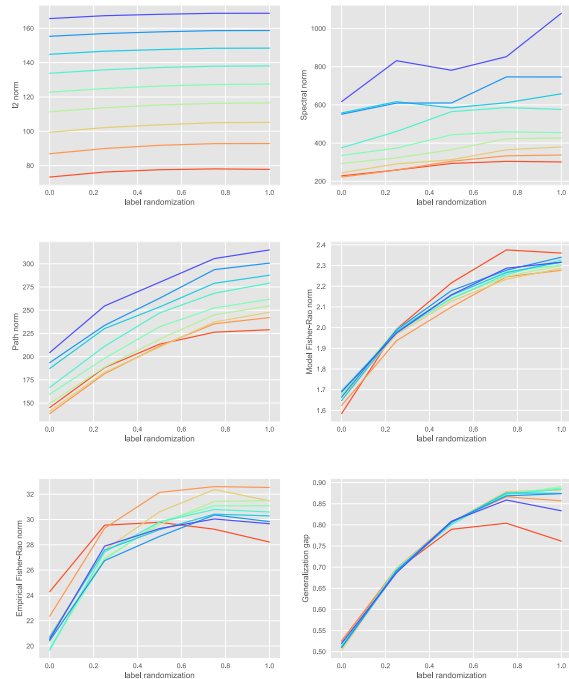 l2 norm
160
140
120
100
80
0.0 0.2 0.4 0.6 0.8 1.0
label randomization
Spectral norm
1000
800
600
400
200
0.0 0.2 0.4 0.6 0.8 1.0
label randomization
Path norm
300
275
250
225
200
175
150
0.0 0.2 0.4 0.6 0.8 1.0
label randomization
Model Fisher-Rao norm
2.4
2.3
2.2
2.1
2.0
1.9
1.8
1.7
1.6
0.0 0.2 0.4 0.6 0.8 1.0
label randomization
Empirical Fisher-Rao norm
32
30
28
26
24
22
20
0.0 0.2 0.4 0.6 0.8 1.0
label randomization
Generalization gap
0.90
0.85
0.80
0.75
0.70
0.65
0.60
0.55
0.50
0.0 0.2 0.4 0.6 0.8 1.0
label randomization